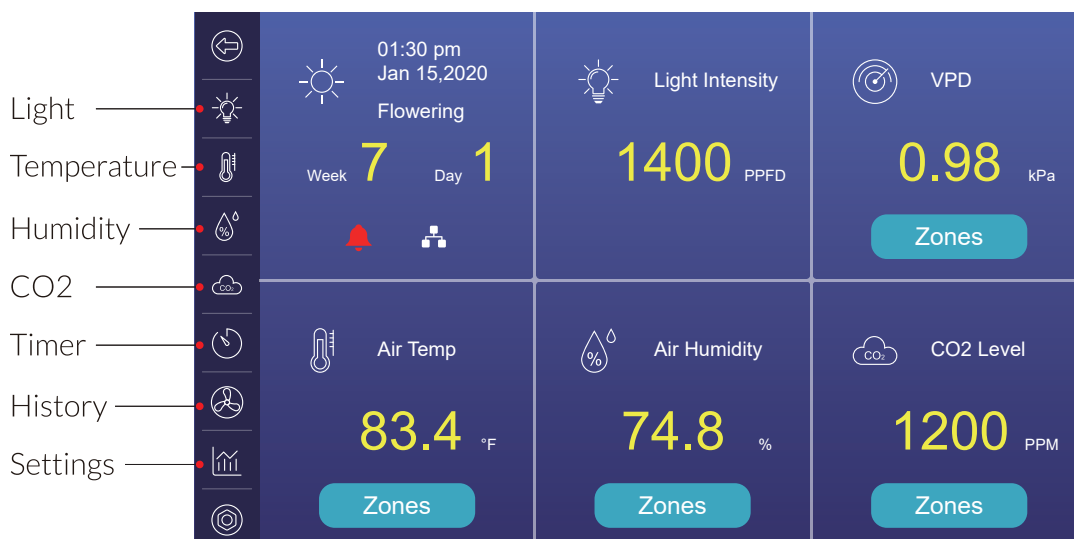 Light
Temperature
Humidity
CO2
Timer
History
Settings
%
CO₂
01:30 pm
Jan 15,2020
Flowering
Week 7 Day 1
Light Intensity
1400 PPFD
VPD
0.98 kPa
Zones
Air Temp
83.4 °F
Zones
%
Air Humidity
74.8 %
Zones
CO₂
CO2 Level
1200 PPM
Zones